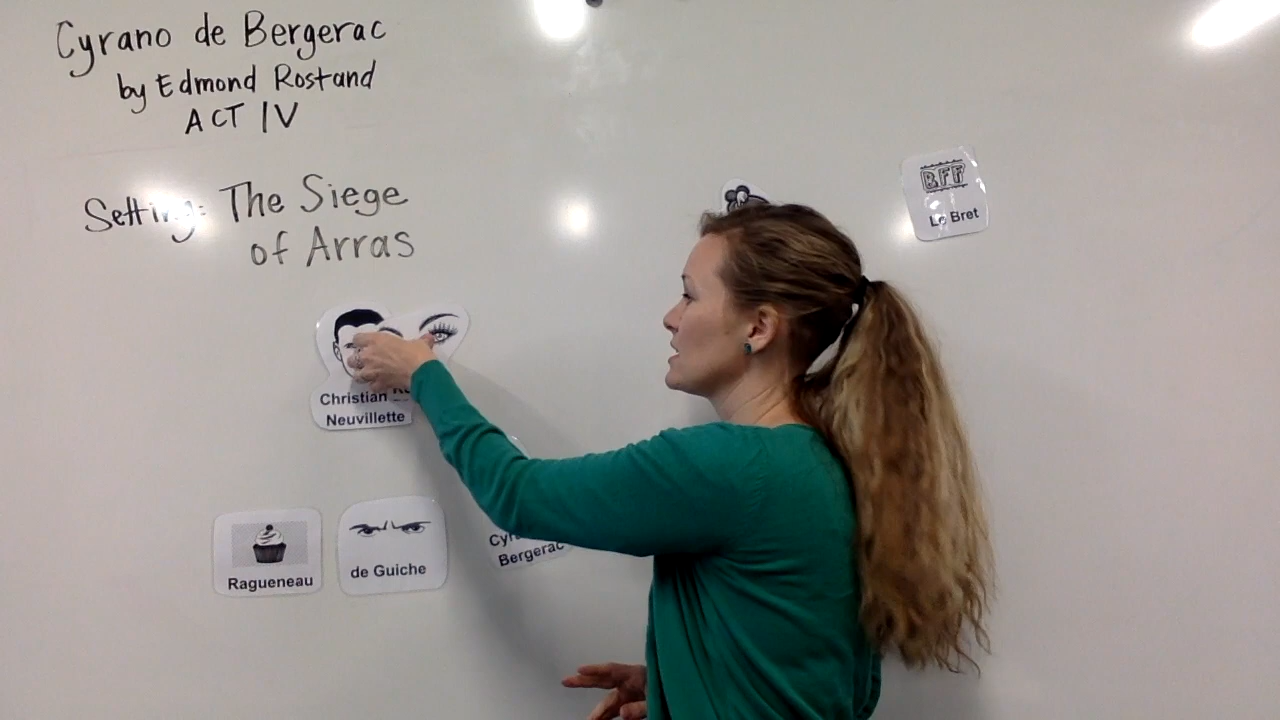 Cyrano de Bergerac
by Edmond Rostand
ACT IV
Setting: The Siege
of Arras
BFF
Le Bret
Christian
Neuvillette
Ragueneau
de Guiche
Bergerac